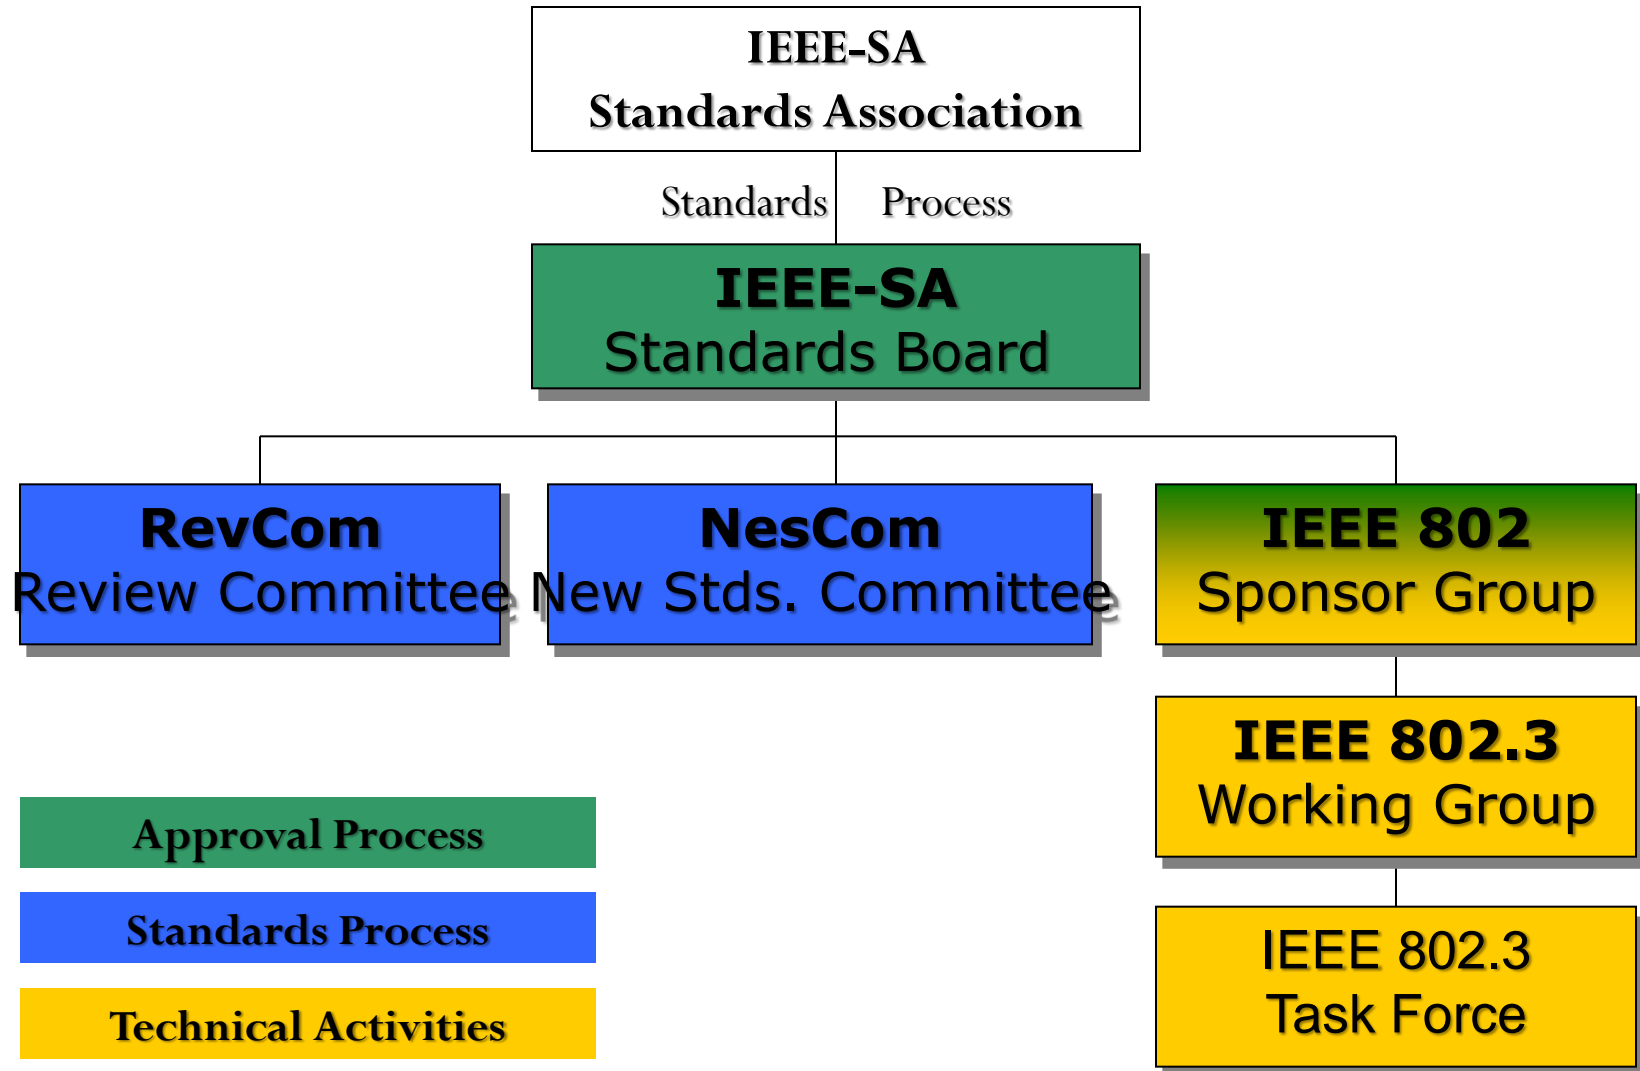 IEEE-SA
Standards Association
Standards Process
IEEE-SA
Standards Board
RevCom
Review Committee
NesCom
New Stds. Committee
IEEE 802
Sponsor Group
IEEE 802.3
Working Group
IEEE 802.3
Task Force
Approval Process
Standards Process
Technical Activities